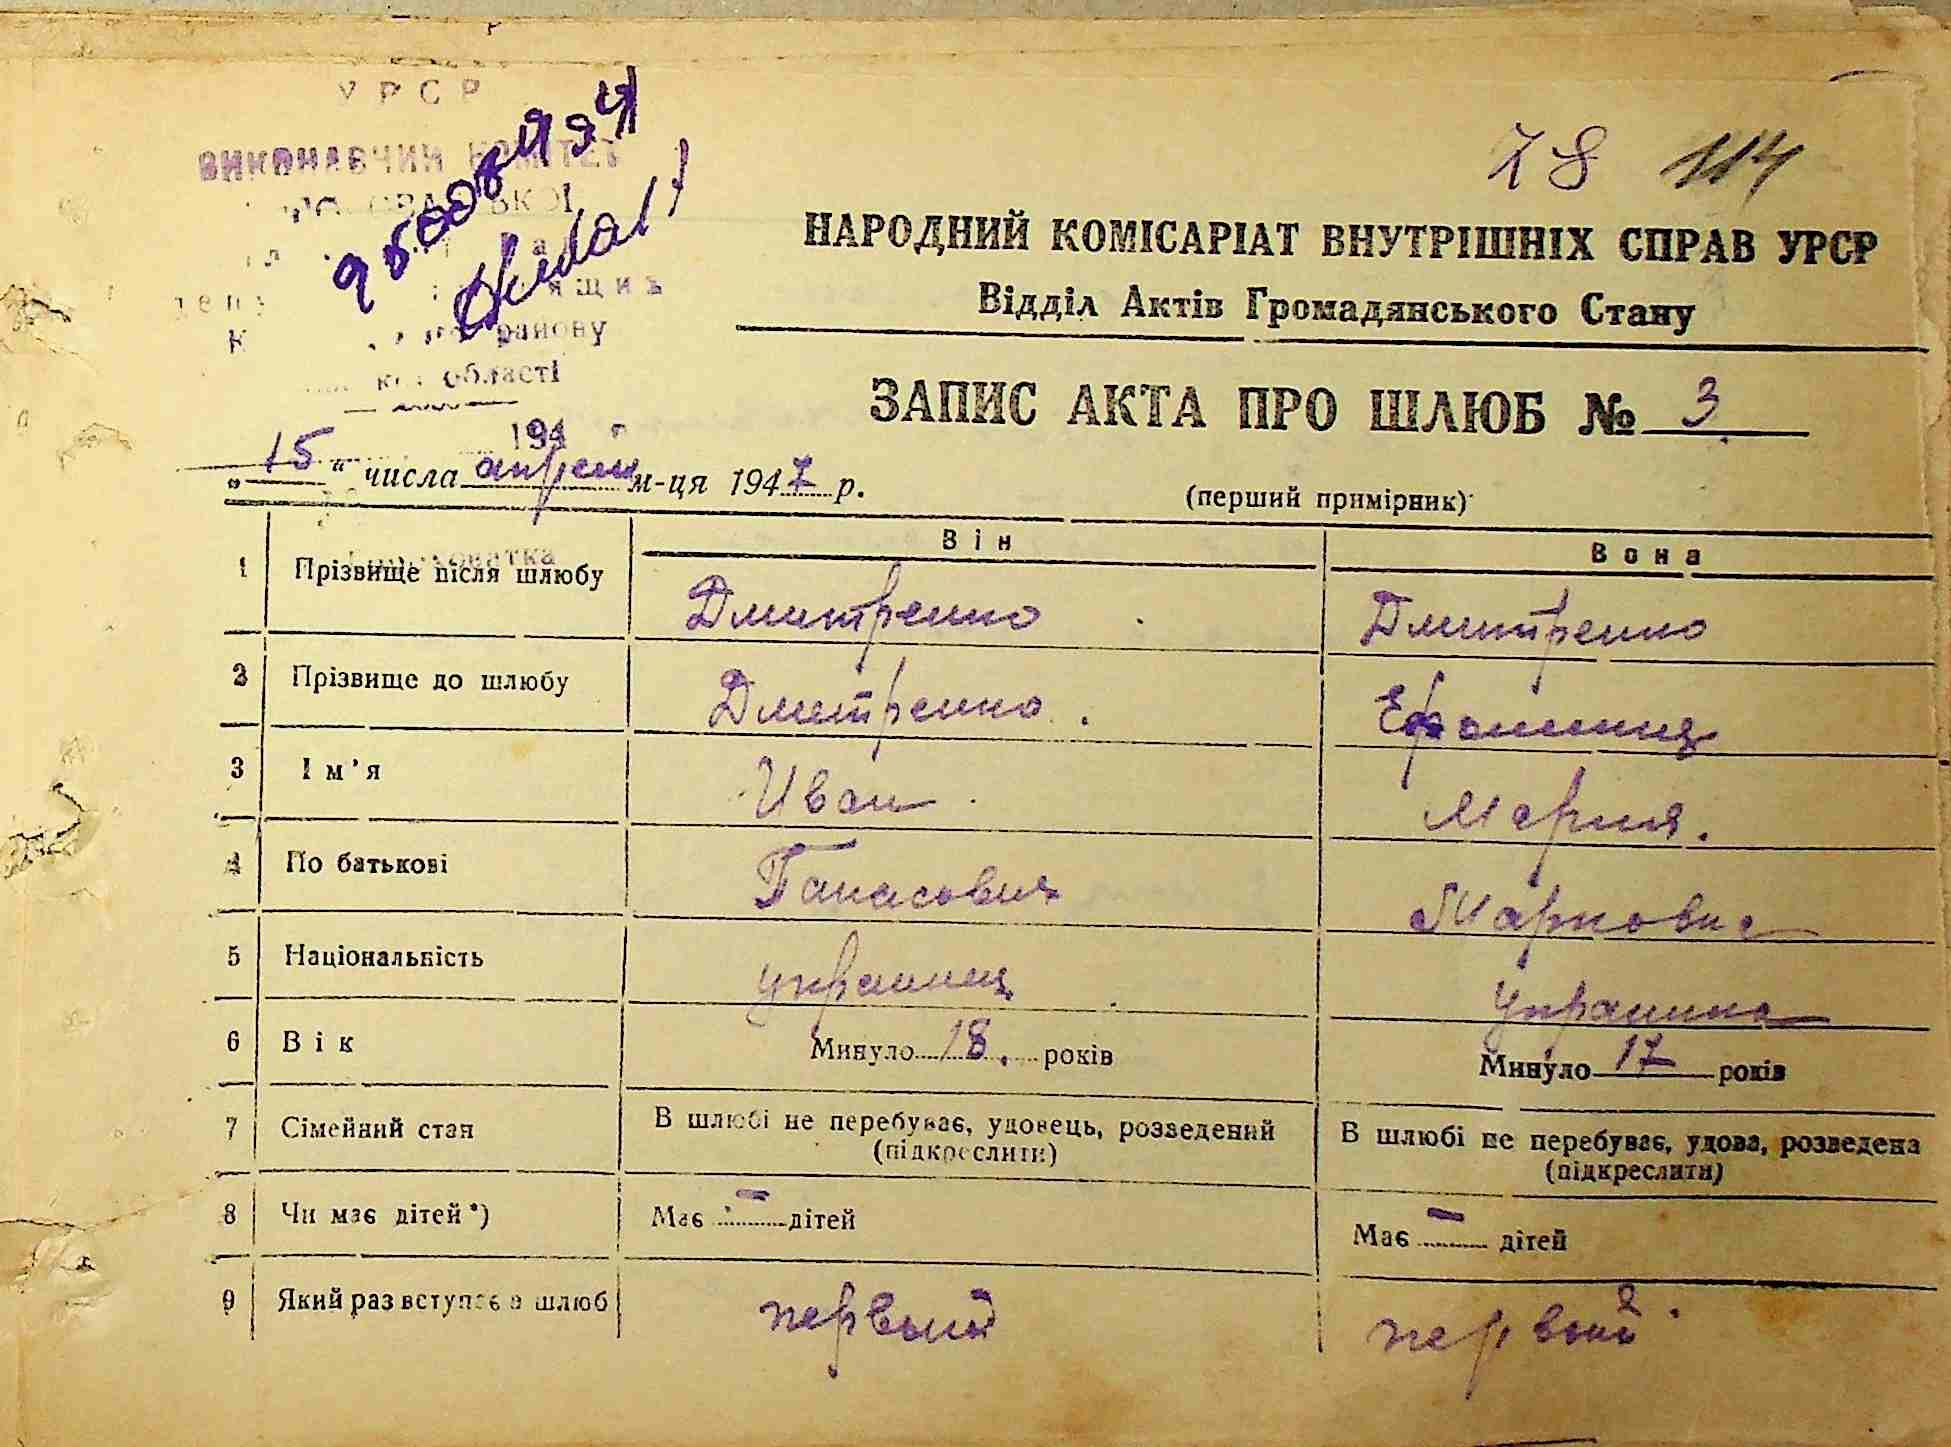 УРСР
ВИКОНАВЧИЙ КОМІТЕТ
району
області
194
28 114
НАРОДНИЙ КОМІСАРІАТ ВНУТРІШНІХ СПРАВ УРСР
Відділ Актів Громадянського Стану
ЗАПИС АКТА ПРО ШЛЮБ № 3
„15“ числа апреля м-ця 1947 р.
(перший примірник)
Він Вона
1 Прізвище після шлюбу Дмитренко Дмитренко
2 Прізвище до шлюбу Дмитренко.
3 Ім'я Иван Мария.
4 По батькові Панасович Марковна
5 Національність украинец украинка
6 Вік Минуло 18. років Минуло 17 років
7 Сімейний стан В шлюбі не перебуває, удовець, розведений (підкреслити) В шлюбі не перебуває, удова, розведена (підкреслити)
8 Чи має дітей*) Має — дітей Має — дітей
9 Який раз вступає в шлюб первый первый